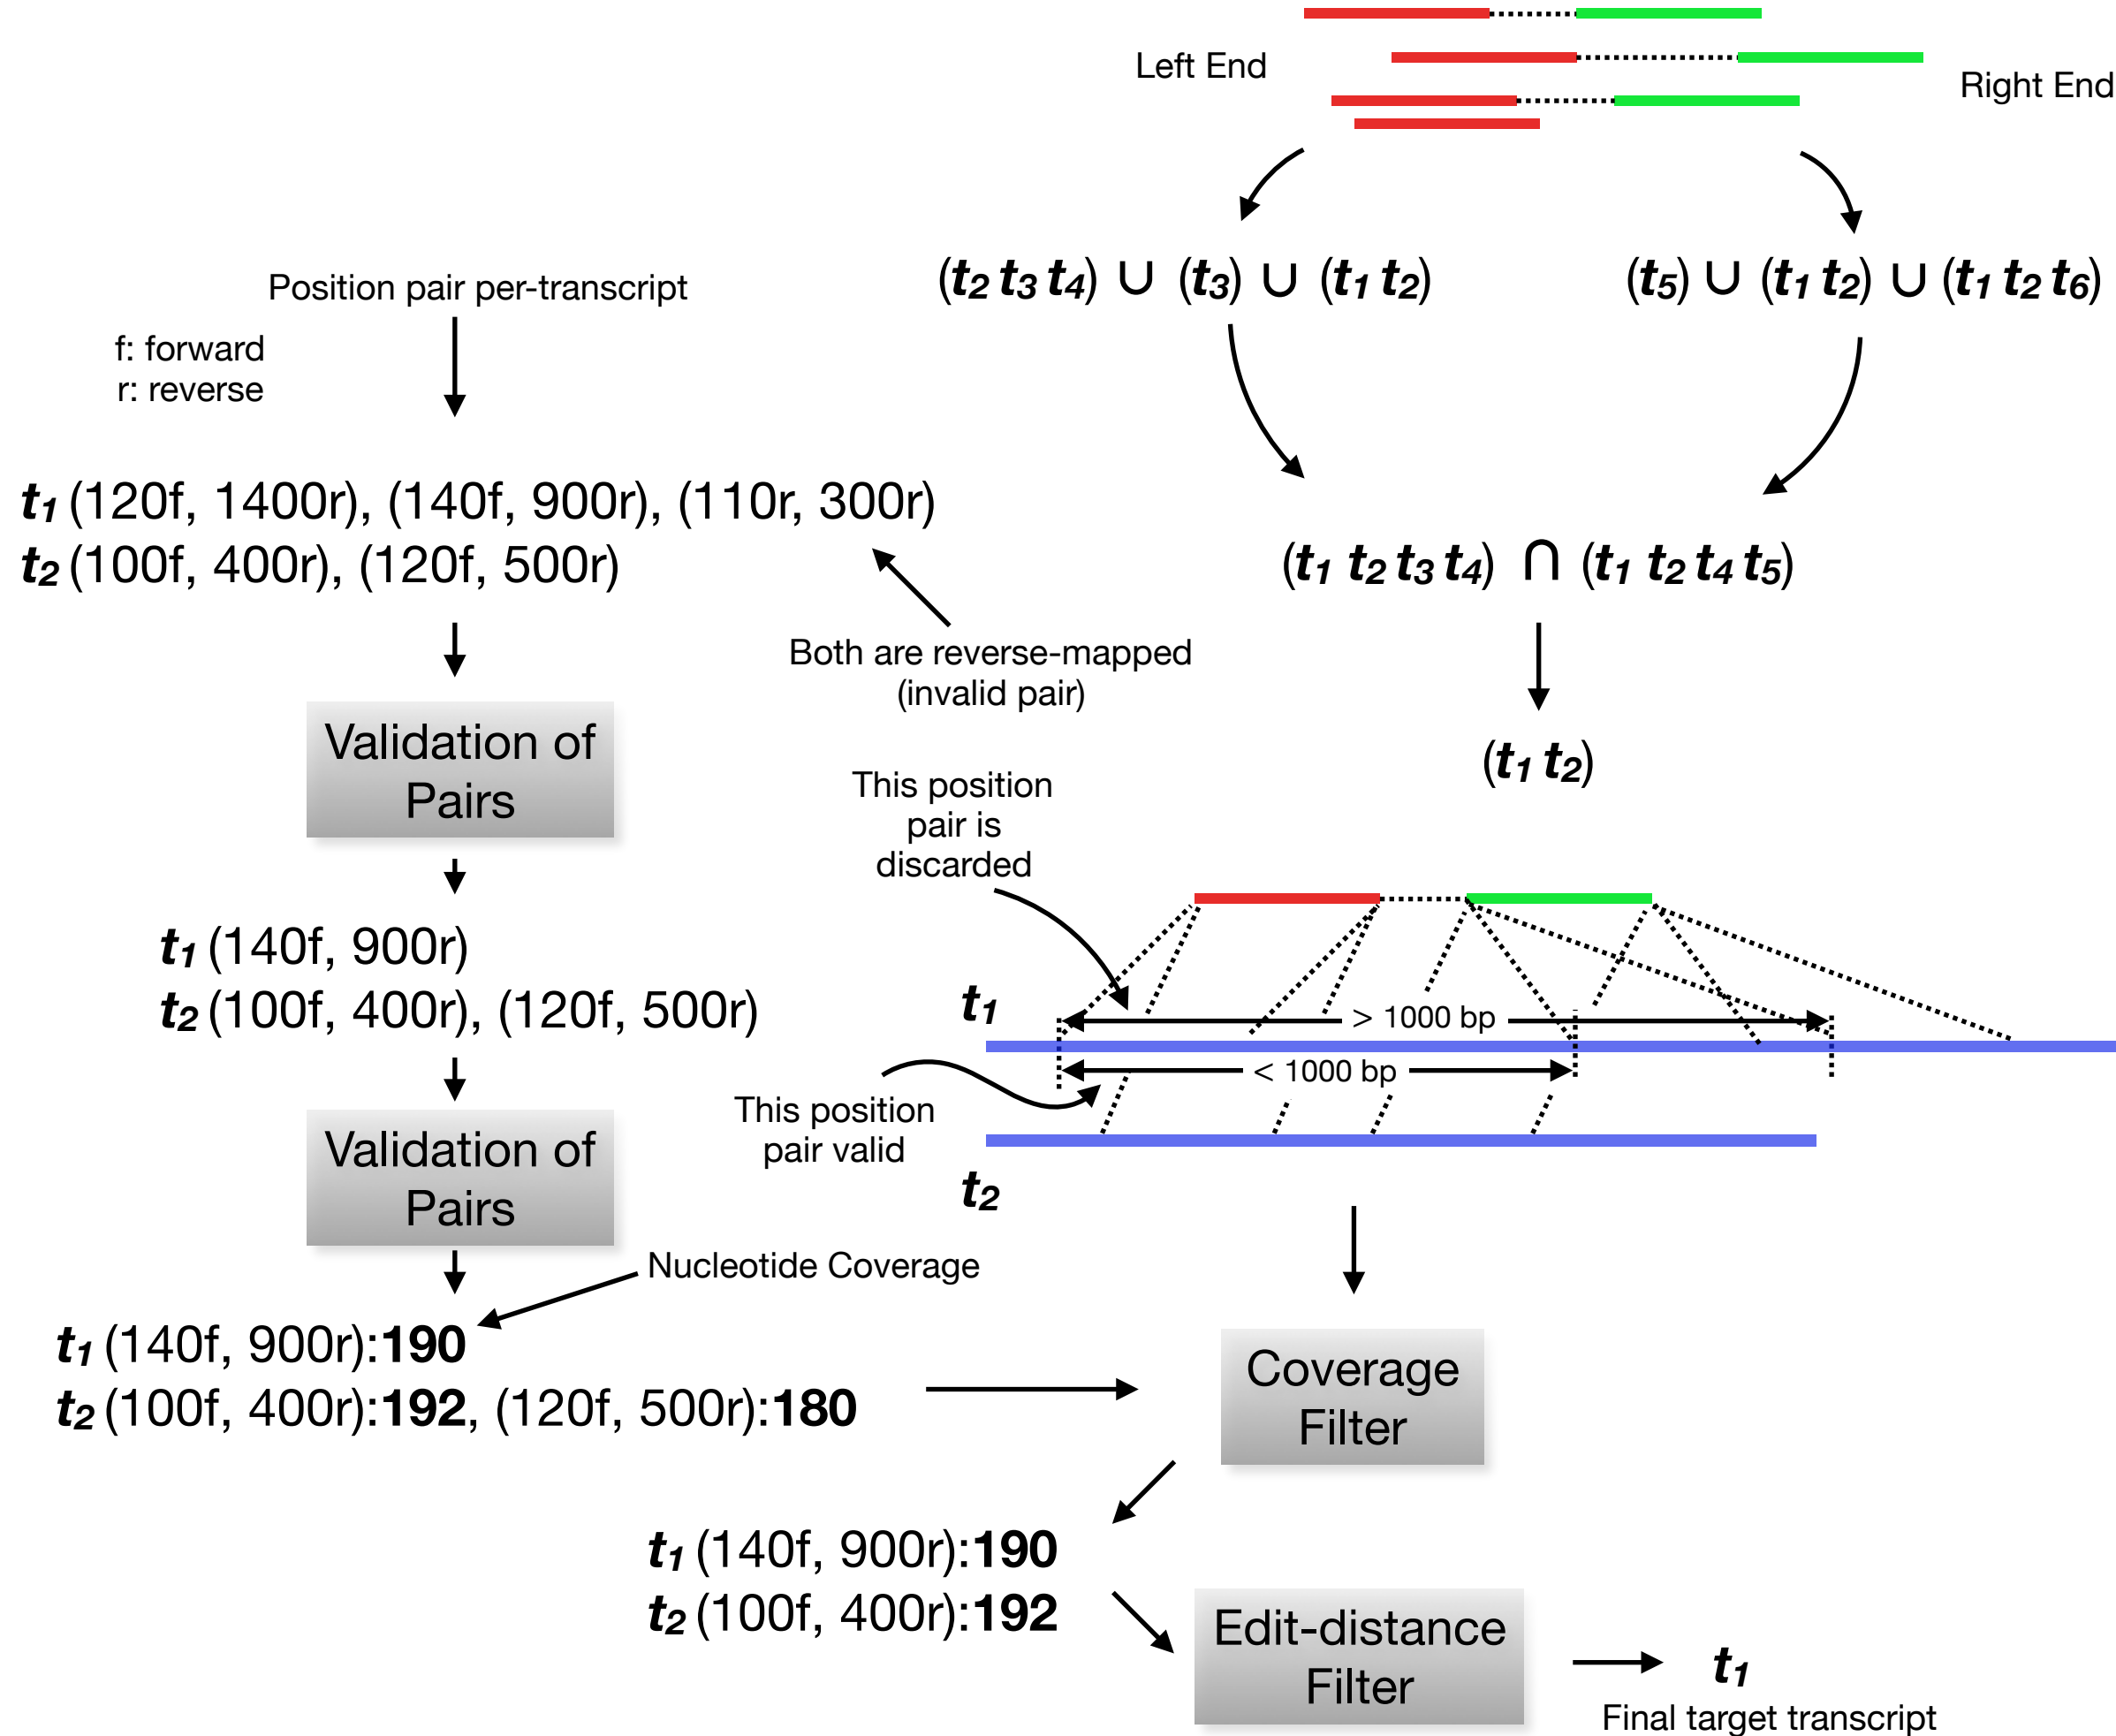 Left End
Right End
(t2 t3 t4) ∪ (t3) ∪ (t1 t2)
(t5) ∪ (t1 t2) ∪ (t1 t2 t6)
(t1 t2 t3 t4) ∩ (t1 t2 t4 t5)
(t1 t2)
Position pair per-transcript
f: forward
r: reverse
t1 (120f, 1400r), (140f, 900r), (110r, 300r)
t2 (100f, 400r), (120f, 500r)
Both are reverse-mapped
(invalid pair)
Validation of
Pairs
t1 (140f, 900r)
t2 (100f, 400r), (120f, 500r)
Validation of
Pairs
This position
pair is
discarded
t1
> 1000 bp
< 1000 bp
This position
pair valid
t2
Nucleotide Coverage
t1 (140f, 900r):190
t2 (100f, 400r):192, (120f, 500r):180
Coverage
Filter
t1 (140f, 900r):190
t2 (100f, 400r):192
Edit-distance
Filter
t1
Final target transcript